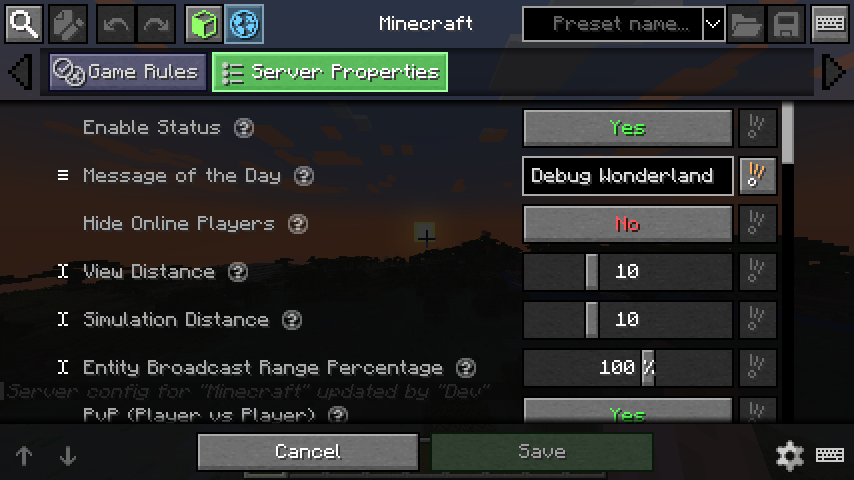 Minecraft
Preset name...
Game Rules
Server Properties
Enable Status
Yes
Message of the Day
Debug Wonderland
Hide Online Players
No
View Distance
10
Simulation Distance
10
Entity Broadcast Range Percentage
100 %
Server config for "Minecraft" updated by "Dev"
PvP (Player vs Player)
Yes
Cancel
Save